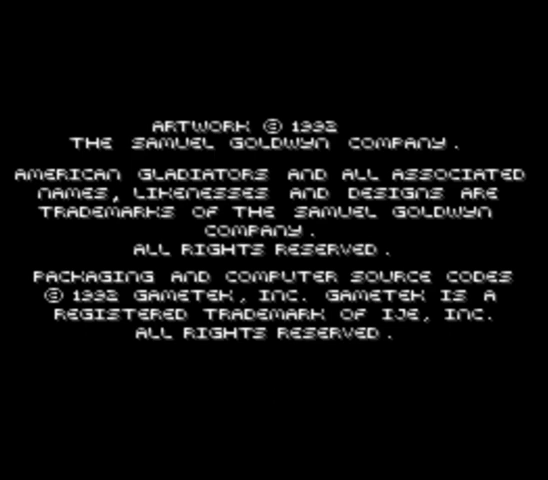 ARTWORK © 1992
THE SAMUEL GOLDWYN COMPANY.
AMERICAN GLADIATORS AND ALL ASSOCIATED
NAMES, LIKENESSES AND DESIGNS ARE
TRADEMARKS OF THE SAMUEL GOLDWYN
COMPANY.
ALL RIGHTS RESERVED.
PACKAGING AND COMPUTER SOURCE CODES
© 1992 GAMETEK, INC. GAMETEK IS A
REGISTERED TRADEMARK OF IJE, INC.
ALL RIGHTS RESERVED.